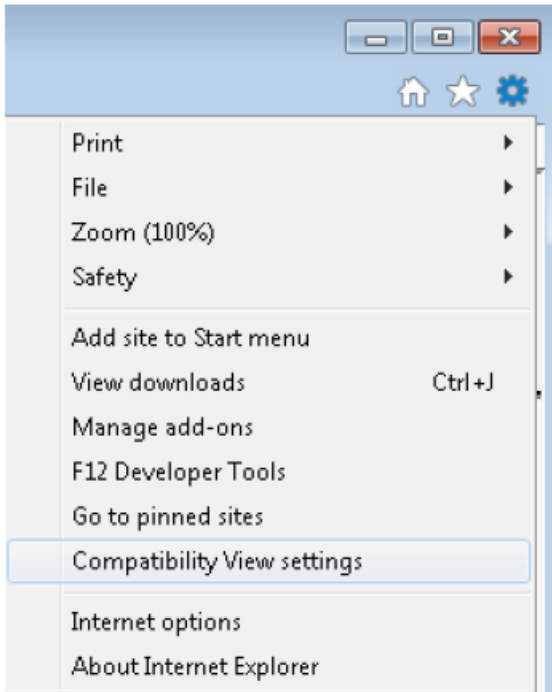 Print
File
Zoom (100%)
Safety
Add site to Start menu
View downloads Ctrl+J
Manage add-ons
F12 Developer Tools
Go to pinned sites
Compatibility View settings
Internet options
About Internet Explorer